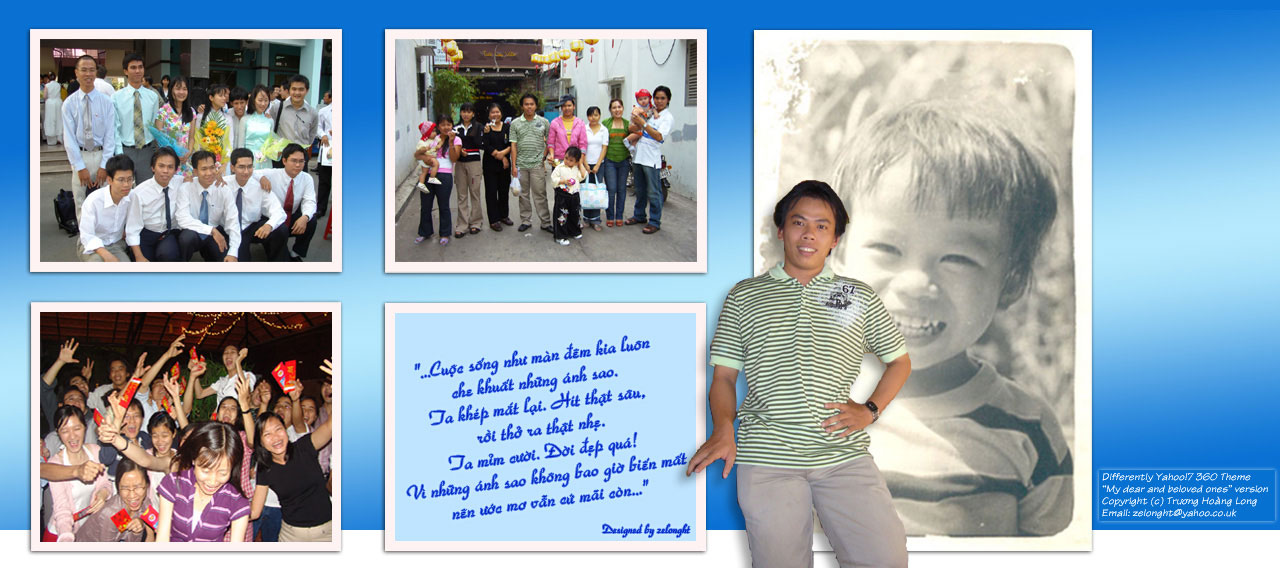 "...Cuộc sống như màn đêm kia luôn
che khuất những ánh sao.
Ta khép mắt lại. Hít thật sâu,
rồi thở ra thật nhẹ.
Ta mỉm cười. Đời đẹp quá!
Vì những ánh sao không bao giờ biến mất
nên ước mơ vẫn cứ mãi còn..."
Designed by zelonght
67
Differently Yahoo!7 360 Theme
"My dear and beloved ones" version
Copyright (c) Trương Hoàng Long
Email: zelonght@yahoo.co.uk